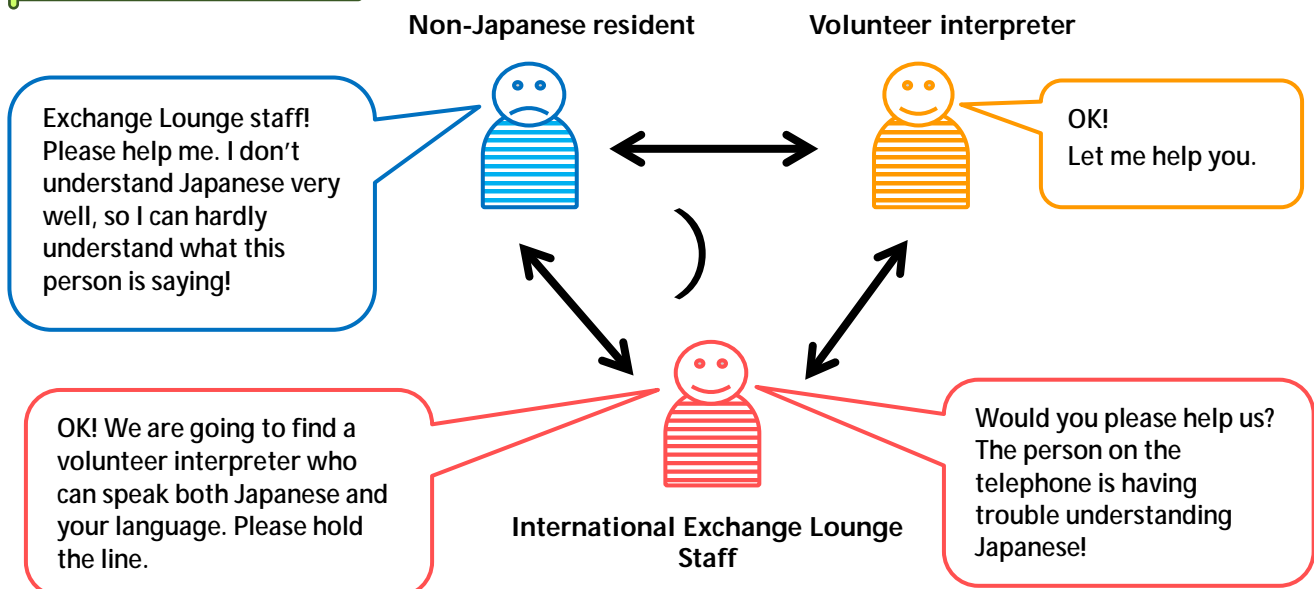 Non-Japanese resident
Volunteer interpreter
Exchange Lounge staff!
Please help me. I don't
understand Japanese very
well, so I can hardly
understand what this
person is saying!
OK!
Let me help you.
OK! We are going to find a
volunteer interpreter who
can speak both Japanese and
your language. Please hold
the line.
Would you please help us?
The person on the
telephone is having
trouble understanding
Japanese!
International Exchange Lounge
Staff